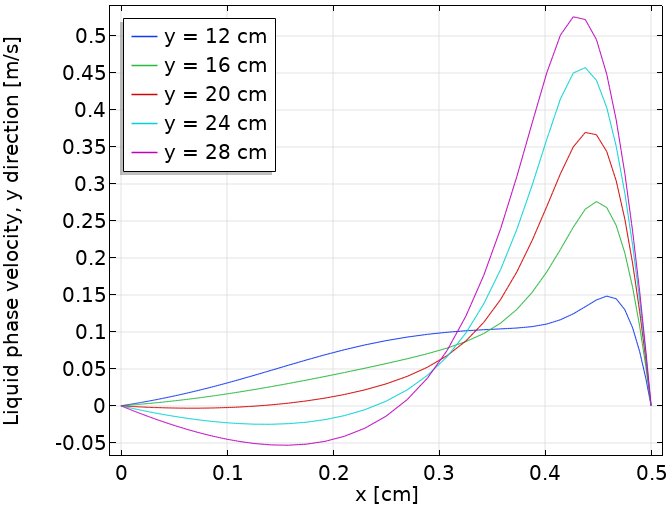 Liquid phase velocity, y direction [m/s]
0.5
0.45
0.4
0.35
0.3
0.25
0.2
0.15
0.1
0.05
0
-0.05
y = 12 cm
y = 16 cm
y = 20 cm
y = 24 cm
y = 28 cm
0 0.1 0.2 0.3 0.4 0.5
x [cm]